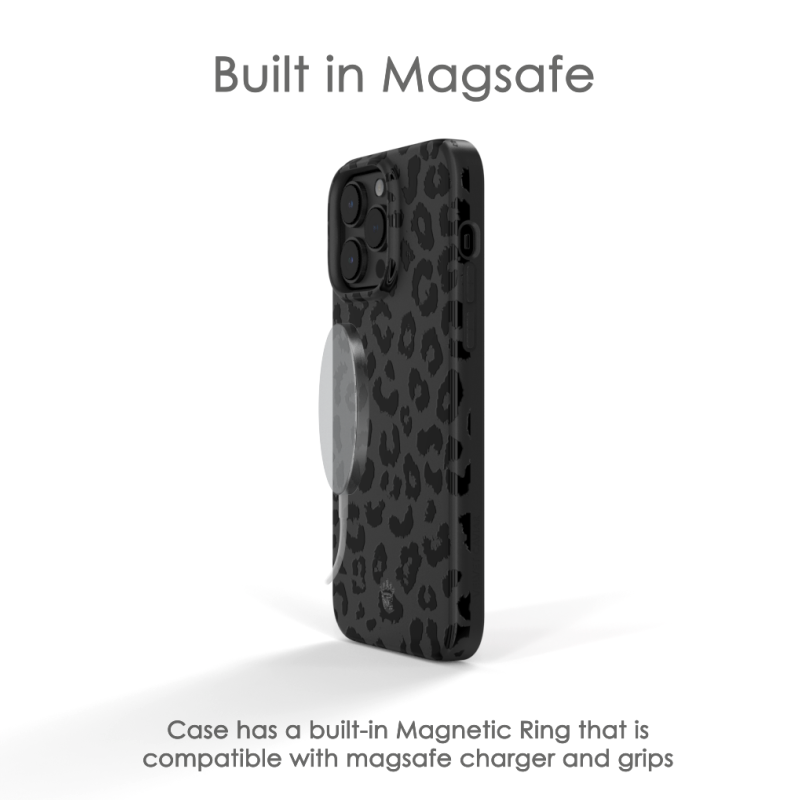 Built in Magsafe
Case has a built-in Magnetic Ring that is
compatible with magsafe charger and grips